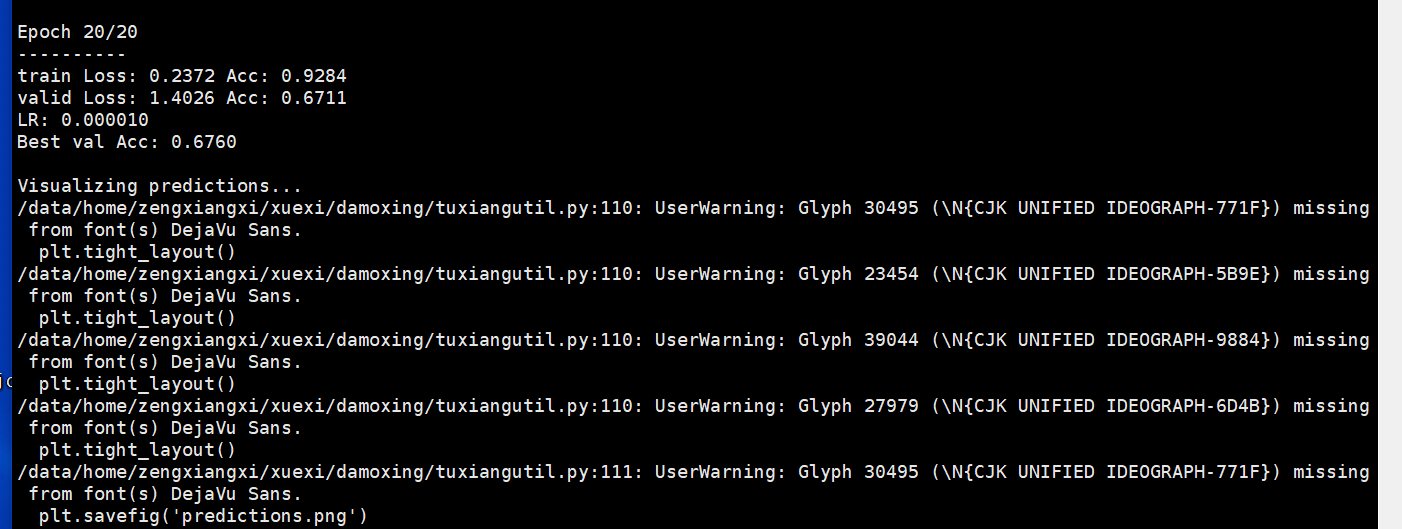 Epoch 20/20
----------
train Loss: 0.2372 Acc: 0.9284
valid Loss: 1.4026 Acc: 0.6711
LR: 0.000010
Best val Acc: 0.6760
Visualizing predictions...
/data/home/zengxiangxi/xuexi/damoxing/tuxiangutil.py:110: UserWarning: Glyph 30495 (\N{CJK UNIFIED IDEOGRAPH-771F}) missing
 from font(s) DejaVu Sans.
  plt.tight_layout()
/data/home/zengxiangxi/xuexi/damoxing/tuxiangutil.py:110: UserWarning: Glyph 23454 (\N{CJK UNIFIED IDEOGRAPH-5B9E}) missing
 from font(s) DejaVu Sans.
  plt.tight_layout()
/data/home/zengxiangxi/xuexi/damoxing/tuxiangutil.py:110: UserWarning: Glyph 39044 (\N{CJK UNIFIED IDEOGRAPH-9884}) missing
 from font(s) DejaVu Sans.
  plt.tight_layout()
/data/home/zengxiangxi/xuexi/damoxing/tuxiangutil.py:110: UserWarning: Glyph 27979 (\N{CJK UNIFIED IDEOGRAPH-6D4B}) missing
 from font(s) DejaVu Sans.
  plt.tight_layout()
/data/home/zengxiangxi/xuexi/damoxing/tuxiangutil.py:111: UserWarning: Glyph 30495 (\N{CJK UNIFIED IDEOGRAPH-771F}) missing
 from font(s) DejaVu Sans.
  plt.savefig('predictions.png')